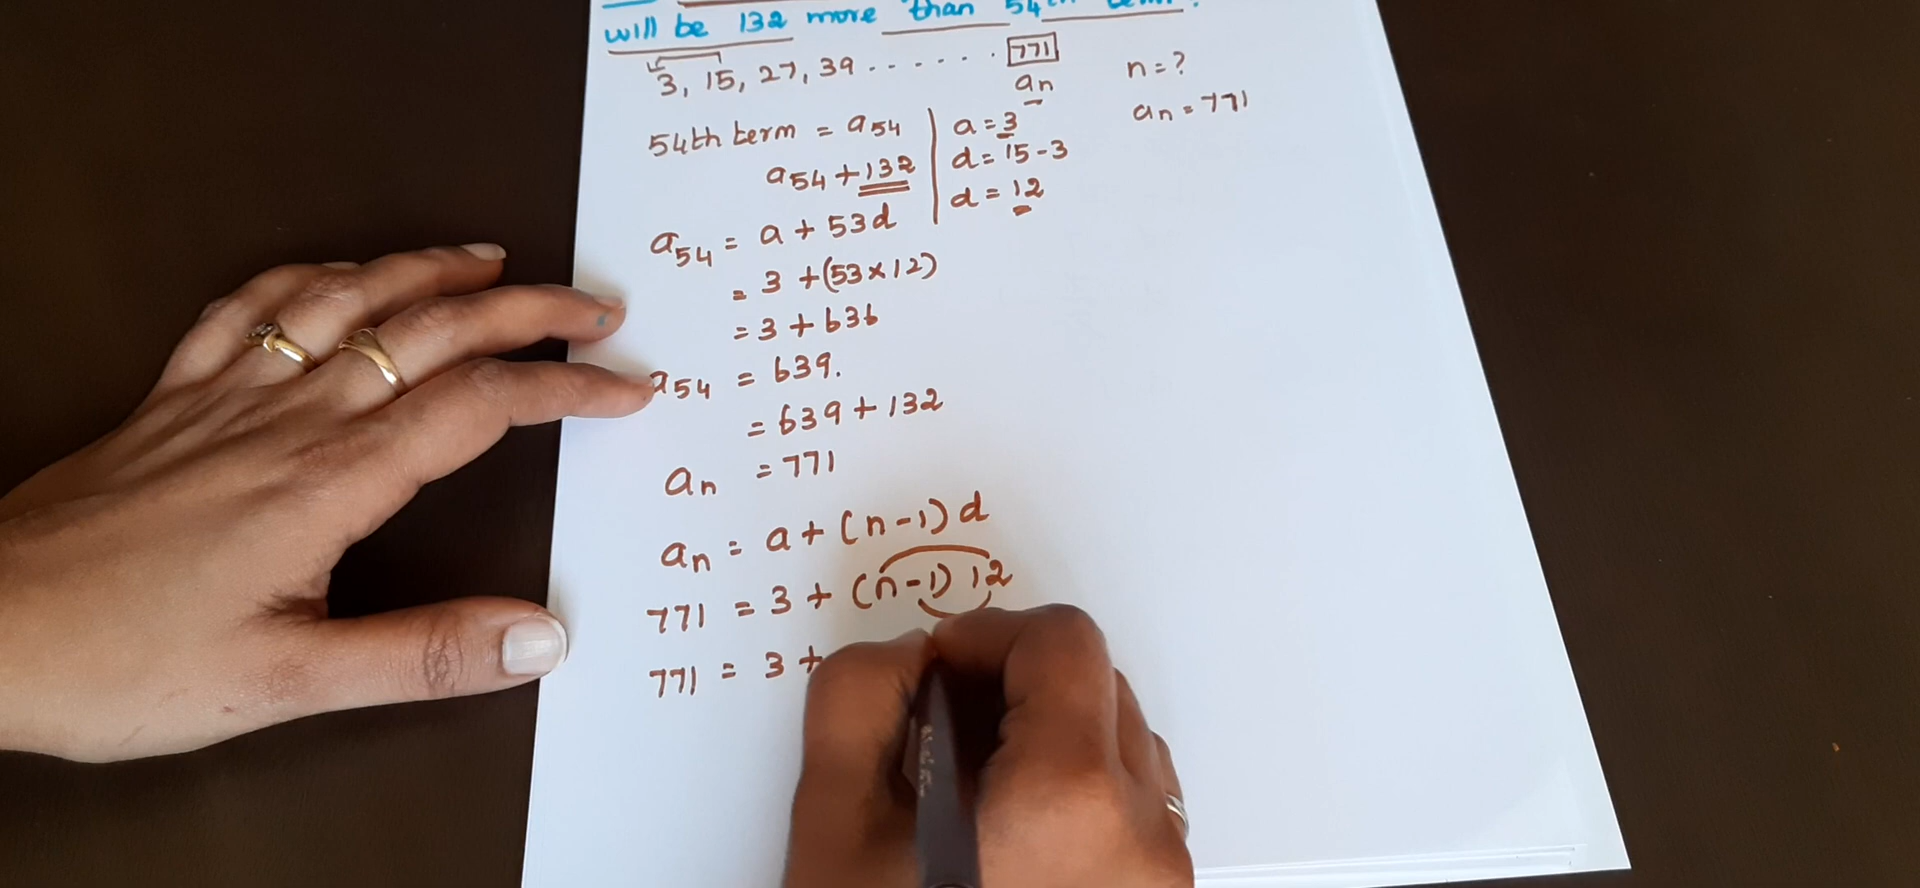 will be 132 more than 54th term?
3, 15, 27, 39 . . . . . . . 771
an
n = ?
an = 771
54th term = a54
a54 + 132
a = 3
d = 15 - 3
d = 12
a54 = a + 53d
= 3 + (53 × 12)
= 3 + 636
a54 = 639.
= 639 + 132
an = 771
an = a + (n - 1) d
771 = 3 + (n - 1) 12
771 = 3 +